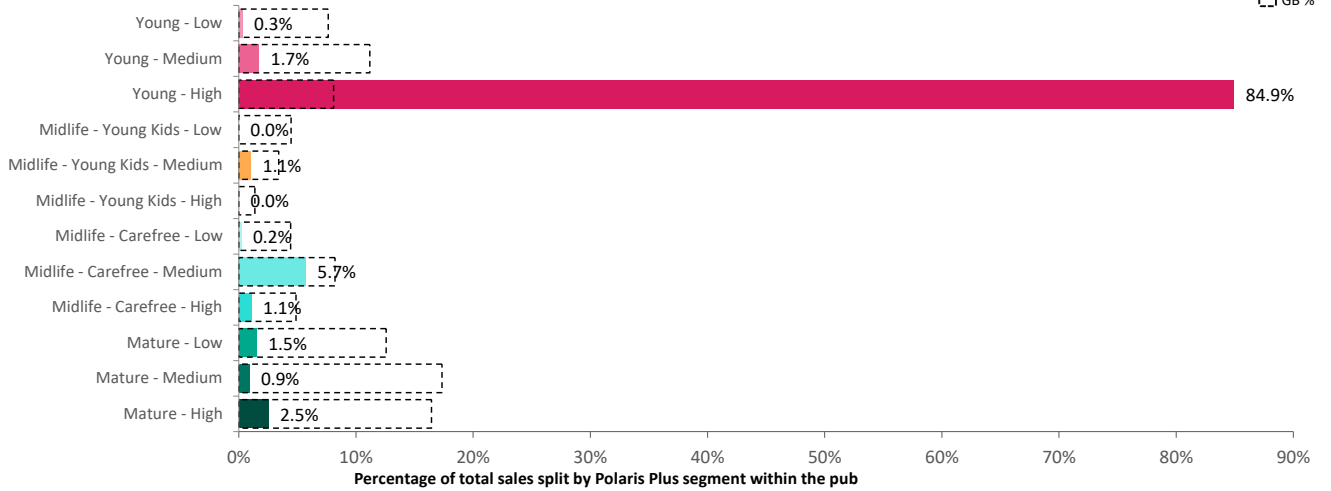 GB %
Young - Low 0.3%
Young - Medium 1.7%
Young - High 84.9%
Midlife - Young Kids - Low 0.0%
Midlife - Young Kids - Medium 1.1%
Midlife - Young Kids - High 0.0%
Midlife - Carefree - Low 0.2%
Midlife - Carefree - Medium 5.7%
Midlife - Carefree - High 1.1%
Mature - Low 1.5%
Mature - Medium 0.9%
Mature - High 2.5%
0% 10% 20% 30% 40% 50% 60% 70% 80% 90%
Percentage of total sales split by Polaris Plus segment within the pub